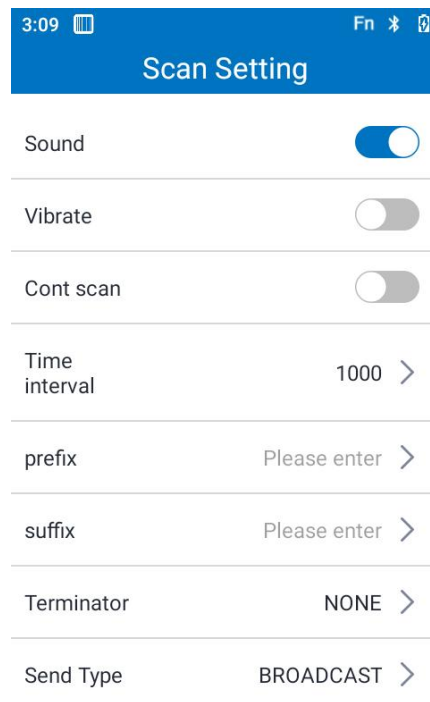 3:09 Fn
Scan Setting
Sound
Vibrate
Cont scan
Time
interval 1000
prefix Please enter
suffix Please enter
Terminator NONE
Send Type BROADCAST